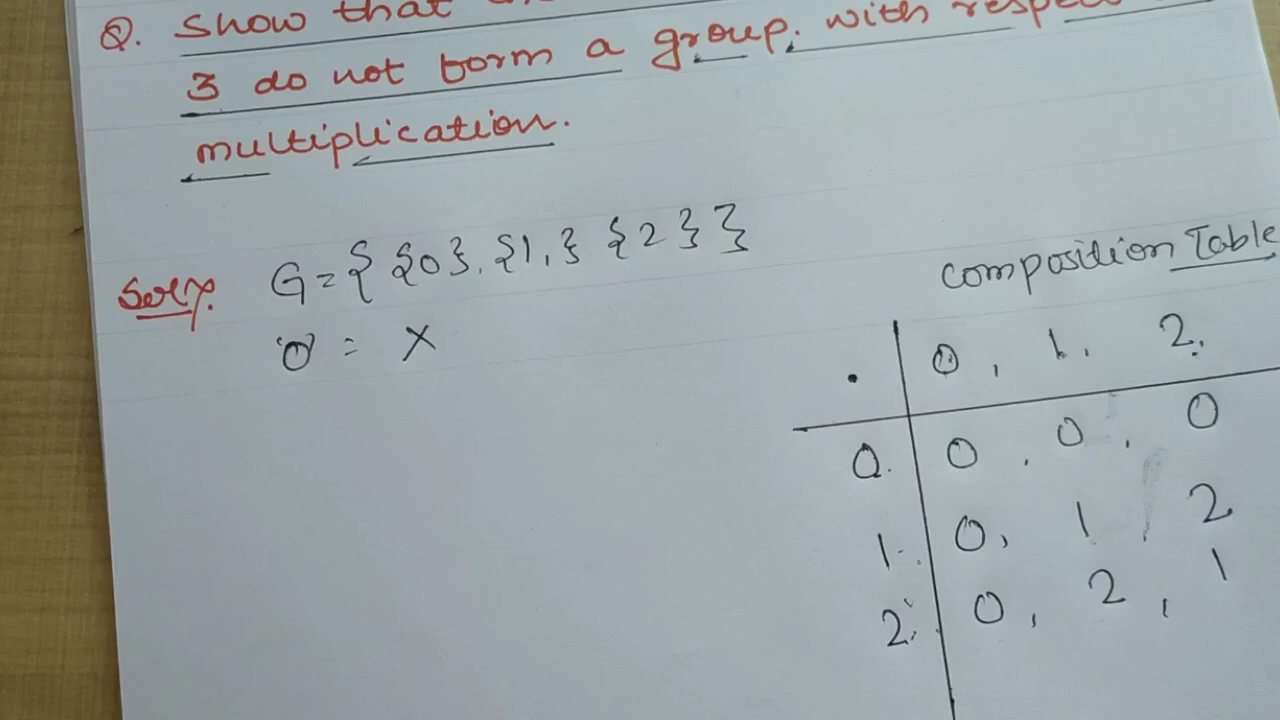 Q. Show that
3 do not form a group. with respect
multiplication.
Soln.
G = { {0}, {1,} {2} }
'0' = ×
Composition Table
. 0, 1. 2.
0. 0 . 0 , 0
1. 0, 1 , 2
2. 0, 2 , 1